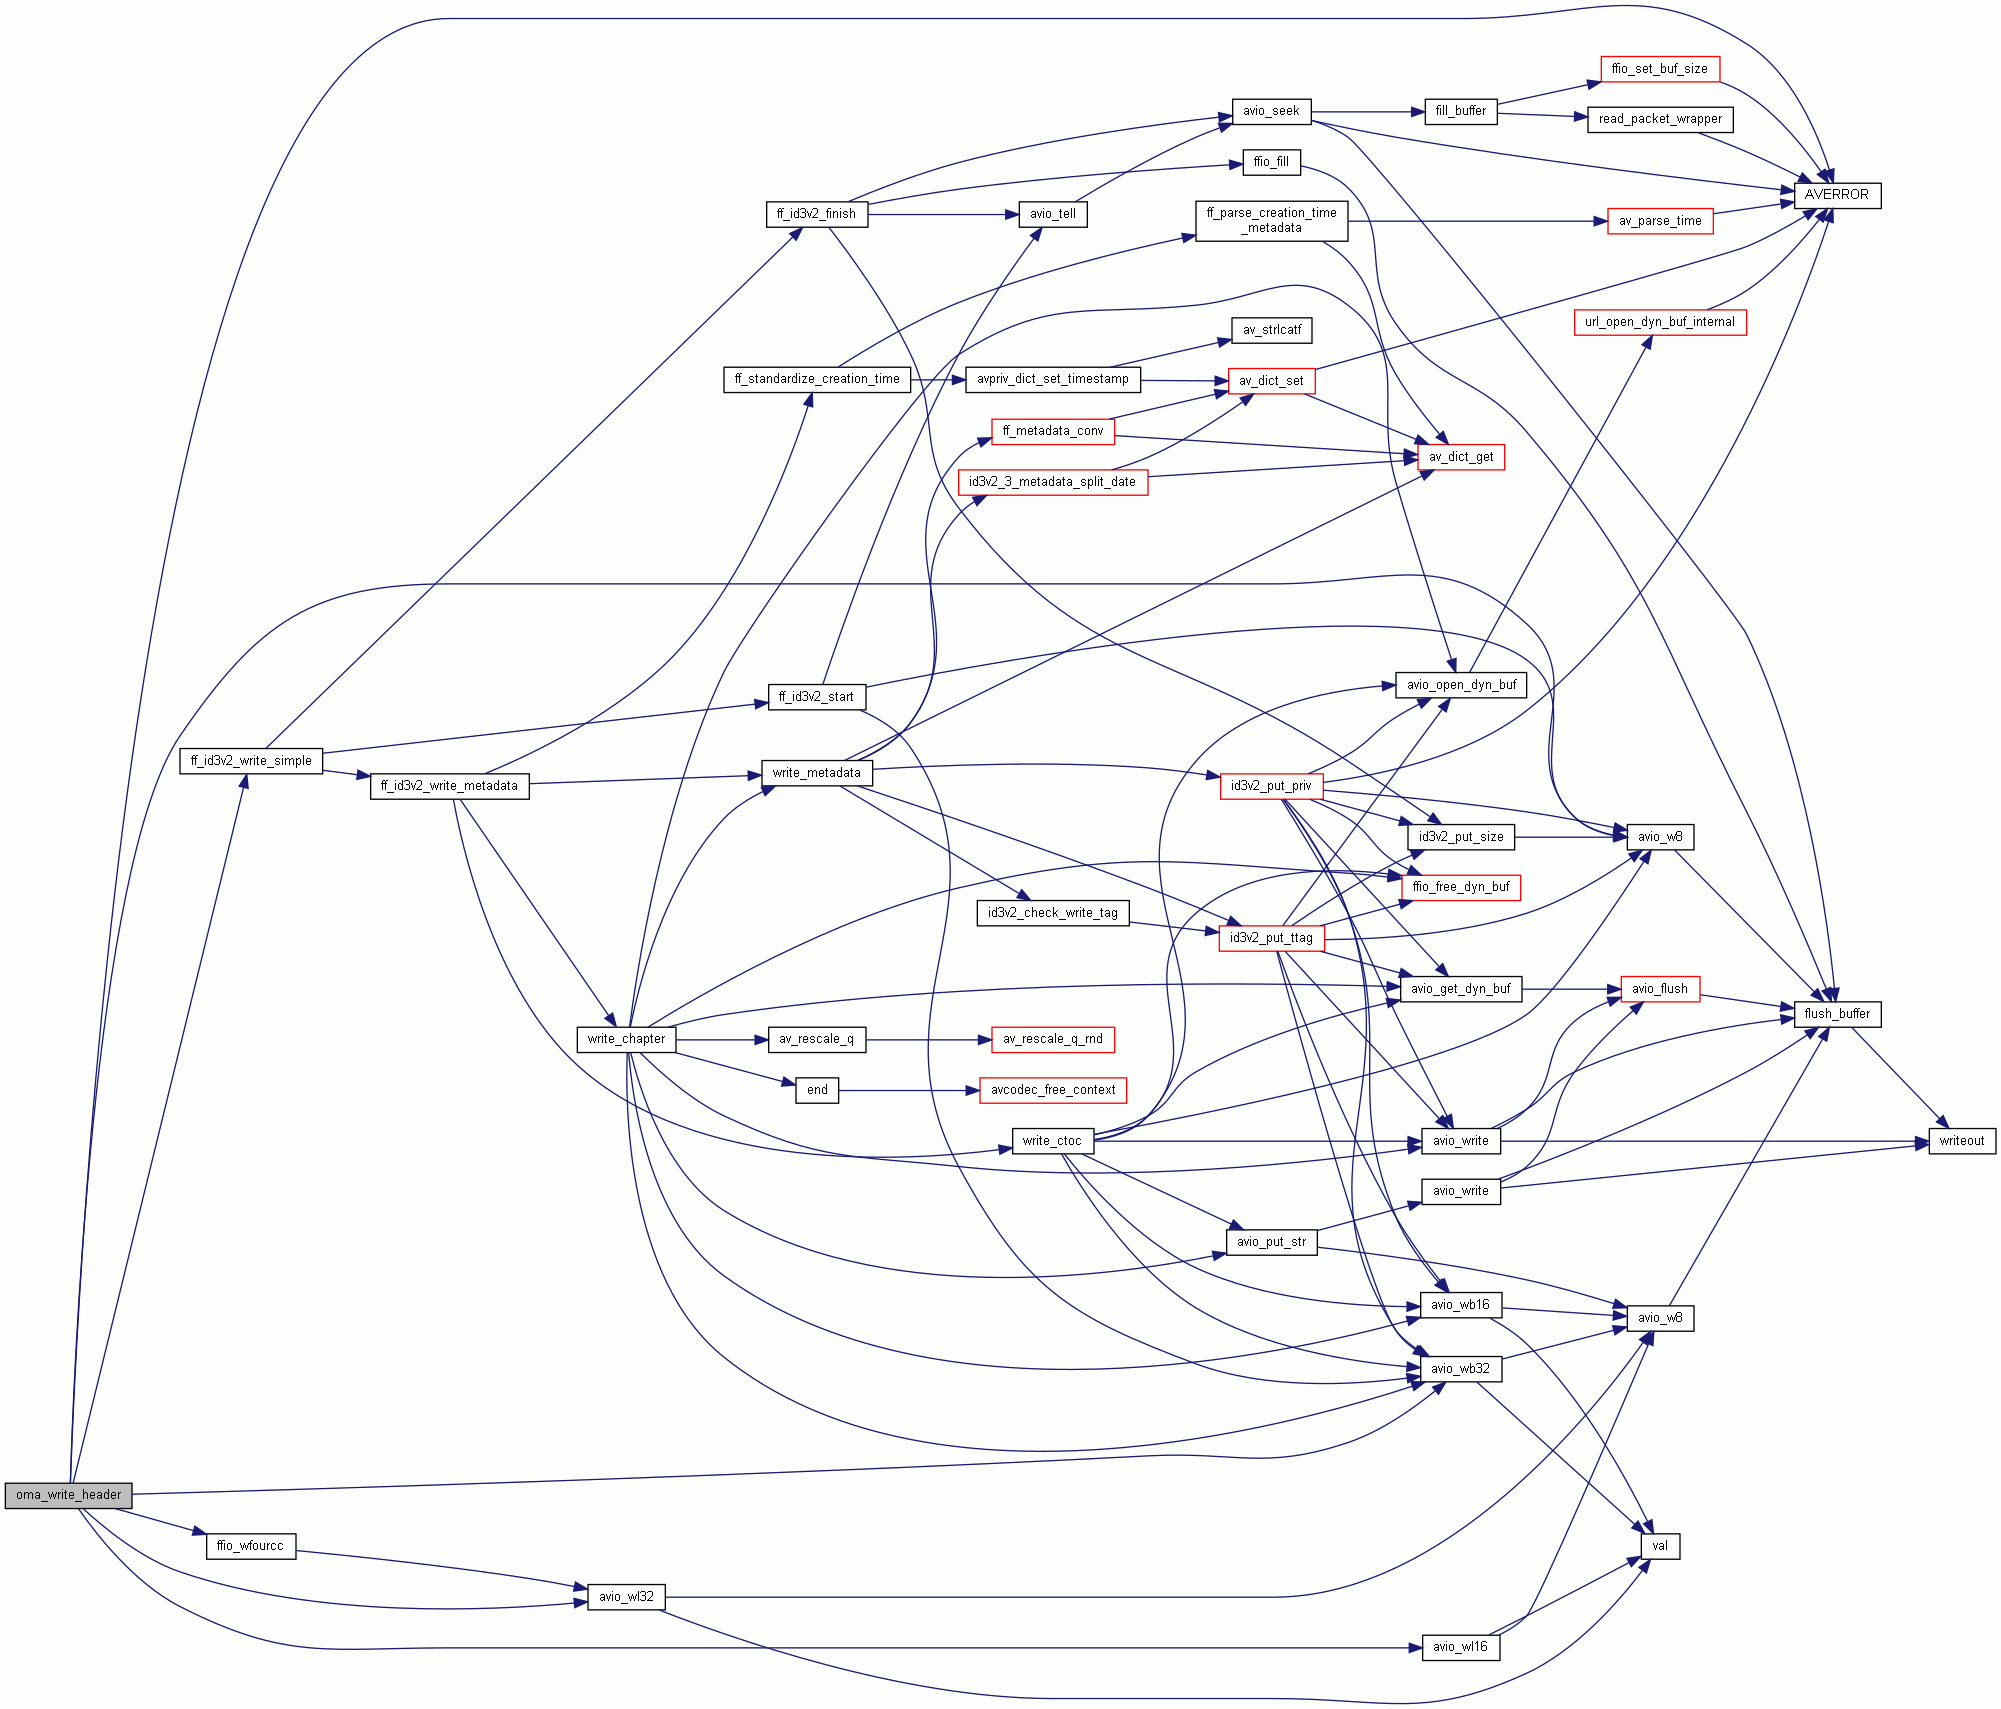 ffio_set_buf_size
avio_seek
fill_buffer
read_packet_wrapper
ffio_fill
AVERROR
ff_id3v2_finish
avio_tell
ff_parse_creation_time
_metadata
av_parse_time
url_open_dyn_buf_internal
av_strlcatf
ff_standardize_creation_time
avpriv_dict_set_timestamp
av_dict_set
ff_metadata_conv
av_dict_get
id3v2_3_metadata_split_date
avio_open_dyn_buf
ff_id3v2_start
ff_id3v2_write_simple
write_metadata
ff_id3v2_write_metadata
id3v2_put_priv
id3v2_put_size
avio_w8
ffio_free_dyn_buf
id3v2_check_write_tag
id3v2_put_ttag
avio_get_dyn_buf
avio_flush
flush_buffer
write_chapter
av_rescale_q
av_rescale_q_rnd
end
avcodec_free_context
write_ctoc
avio_write
writeout
avio_write
avio_put_str
avio_wb16
avio_w8
avio_wb32
oma_write_header
ffio_wfourcc
val
avio_wl32
avio_wl16